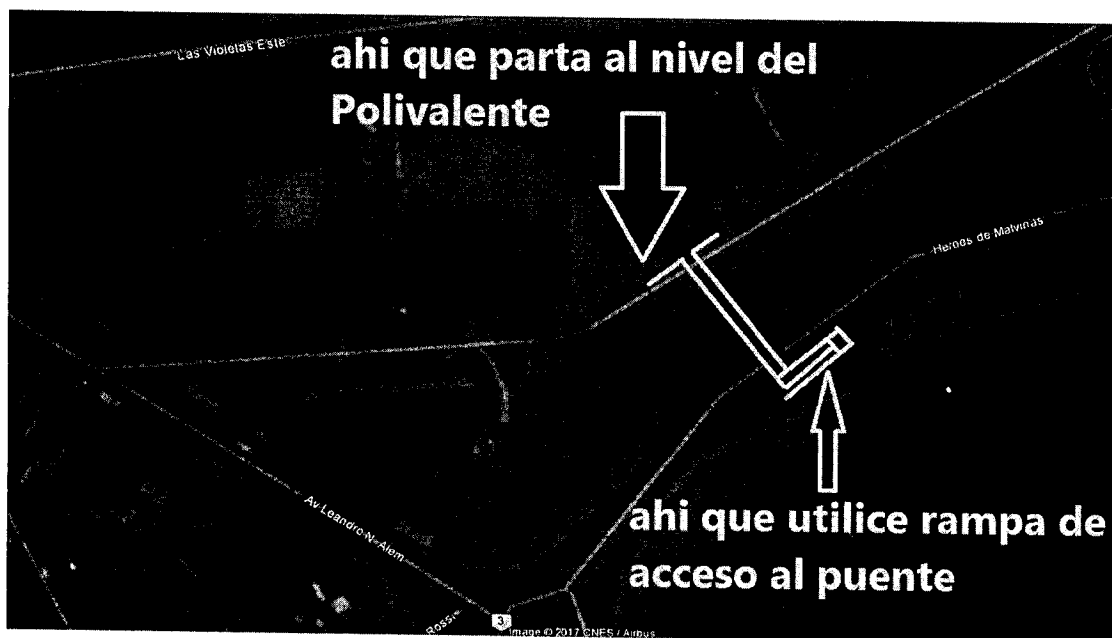 Las Violetas Este
ahi que parta al nivel del
Polivalente
Heroes de Malvinas
Av Leandro N. Alem
ahi que utilice rampa de
acceso al puente
Rossi
3
Image © 2017 CNES / Airbus